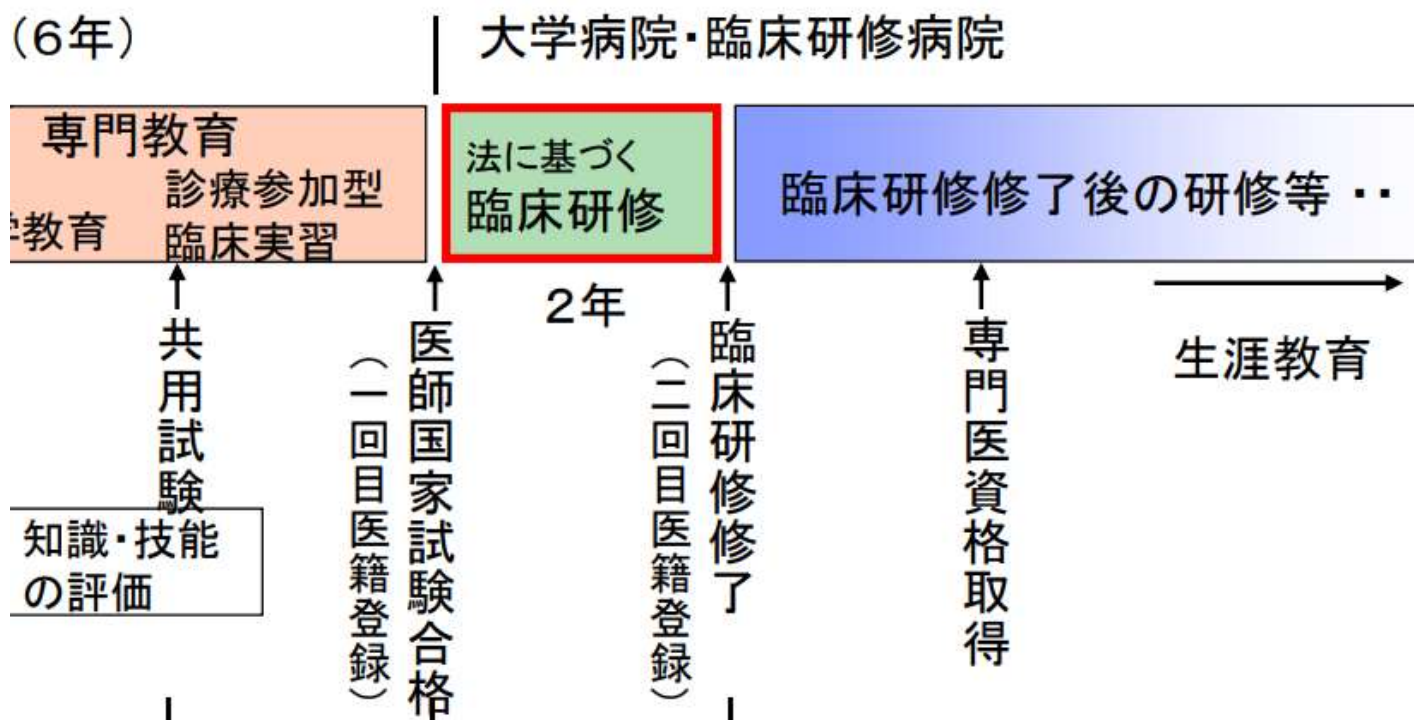 （６年）
大学病院・臨床研修病院
専門教育
診療参加型
臨床実習
学教育
法に基づく
臨床研修
臨床研修修了後の研修等 ・・
２年
生涯教育
共用試験
医師国家試験合格
（一回目医籍登録）
臨床研修修了
（二回目医籍登録）
専門医資格取得
知識・技能
の評価